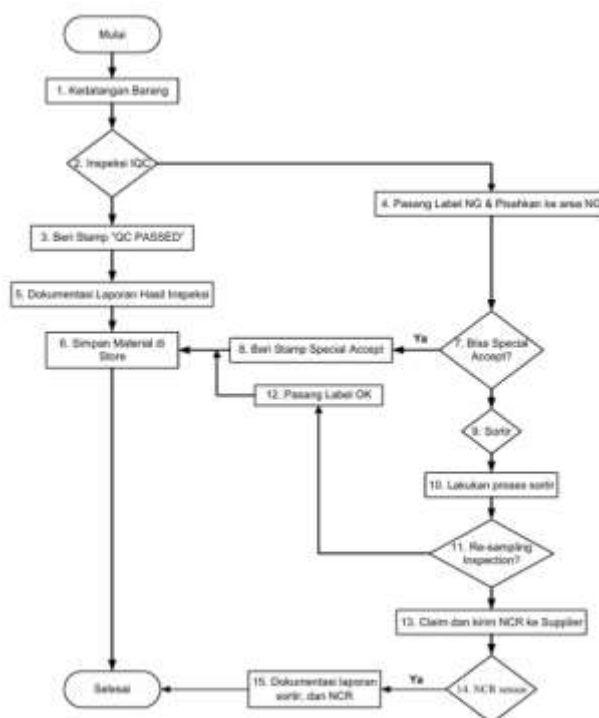 Mulai
1. Kedatangan Barang
2. Inspeksi IQC
3. Beri Stamp "QC PASSED"
4. Pasang Label NG & Pisahkan ke area NG
5. Dokumentasi Laporan Hasil Inspeksi
6. Simpan Material di
Store
Ya
7. Bisa Special
Accept?
8. Beri Stamp Special Accept
12. Pasang Label OK
9. Sortir
10. Lakukan proses sortir
11. Re-sampling
Inspection?
13. Claim dan kirim NCR ke Supplier
Ya
14. NCR
15. Dokumentasi laporan
sortir, dan NCR
Selesai